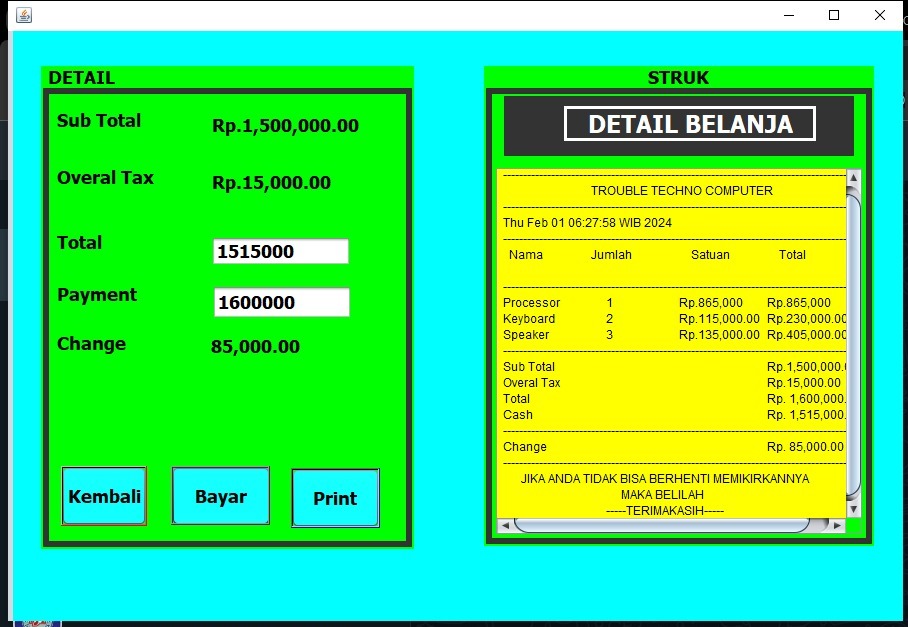 DETAIL
Sub Total Rp.1,500,000.00
Overal Tax Rp.15,000.00
Total 1515000
Payment 1600000
Change 85,000.00
Kembali Bayar Print
STRUK
DETAIL BELANJA
TROUBLE TECHNO COMPUTER
Thu Feb 01 06:27:58 WIB 2024
Nama Jumlah Satuan Total
Processor 1 Rp.865,000 Rp.865,000
Keyboard 2 Rp.115,000.00 Rp.230,000.00
Speaker 3 Rp.135,000.00 Rp.405,000.00
Sub Total Rp.1,500,000.
Overal Tax Rp.15,000.00
Total Rp. 1,600,000.
Cash Rp. 1,515,000.
Change Rp. 85,000.00
JIKA ANDA TIDAK BISA BERHENTI MEMIKIRKANNYA
MAKA BELILAH
-----TERIMAKASIH-----